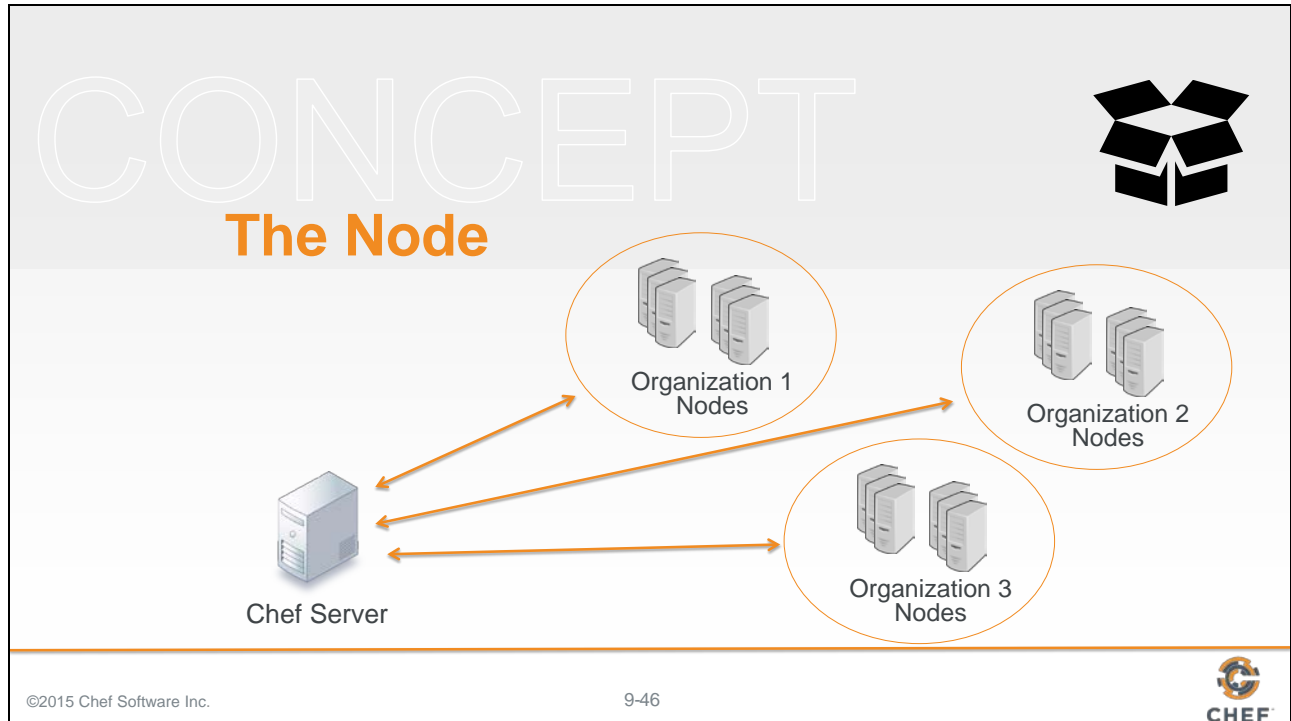 CONCEPT
The Node
Organization 1
Nodes
Organization 2
Nodes
Organization 3
Nodes
Chef Server
©2015 Chef Software Inc.
9-46
CHEF